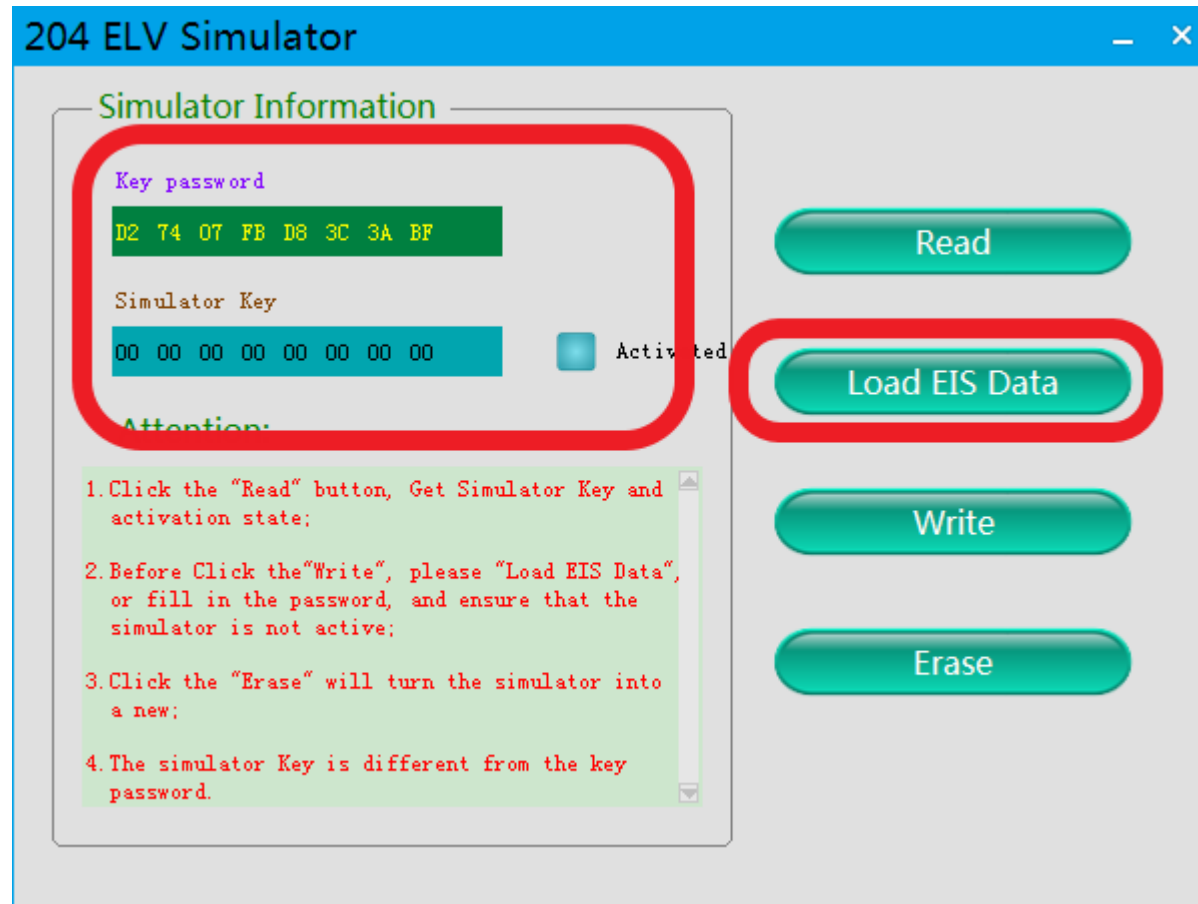 204 ELV Simulator
Simulator Information
Key password
D2 74 07 FB D8 3C 3A BF
Simulator Key
00 00 00 00 00 00 00 00
Activated
Attention:
1.Click the "Read" button, Get Simulator Key and
activation state;
2.Before Click the"Write", please "Load EIS Data",
or fill in the password, and ensure that the
simulator is not active;
3.Click the "Erase" will turn the simulator into
a new;
4.The simulator Key is different from the key
password.
Read
Load EIS Data
Write
Erase